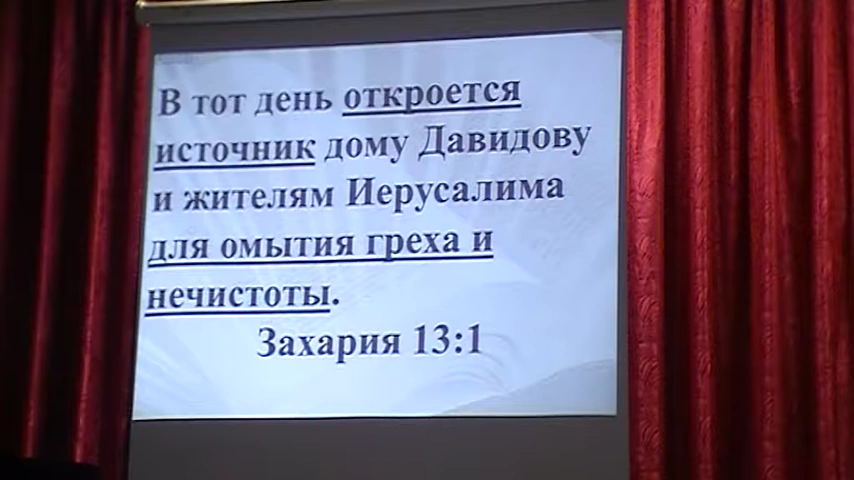 В тот день откроется
источник дому Давидову
и жителям Иерусалима
для омытия греха и
нечистоты.
Захария 13:1